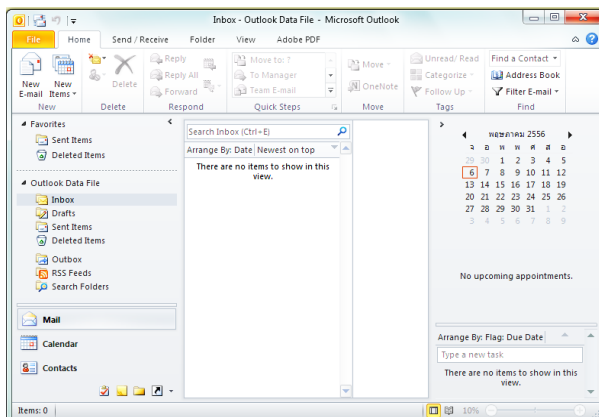 Inbox - Outlook Data File - Microsoft Outlook
File Home Send / Receive Folder View Adobe PDF
New E-mail
New Items
New
Delete
Delete
Reply
Reply All
Forward
Respond
Move to: ?
To Manager
Team E-mail
Quick Steps
Move
OneNote
Move
Unread/ Read
Categorize
Follow Up
Tags
Find a Contact
Address Book
Filter E-mail
Find
Favorites
Sent Items
Deleted Items
Outlook Data File
Inbox
Drafts
Sent Items
Deleted Items
Outbox
RSS Feeds
Search Folders
Mail
Calendar
Contacts
Search Inbox (Ctrl+E)
Arrange By: Date Newest on top
There are no items to show in this
view.
พฤษภาคม 2556
จ อ พ พ ศ ส อ
29 30 1 2 3 4 5
6 7 8 9 10 11 12
13 14 15 16 17 18 19
20 21 22 23 24 25 26
27 28 29 30 31 1 2
3 4 5 6 7 8 9
No upcoming appointments.
Arrange By: Flag: Due Date
Type a new task
There are no items to show in this
view.
Items: 0
10%